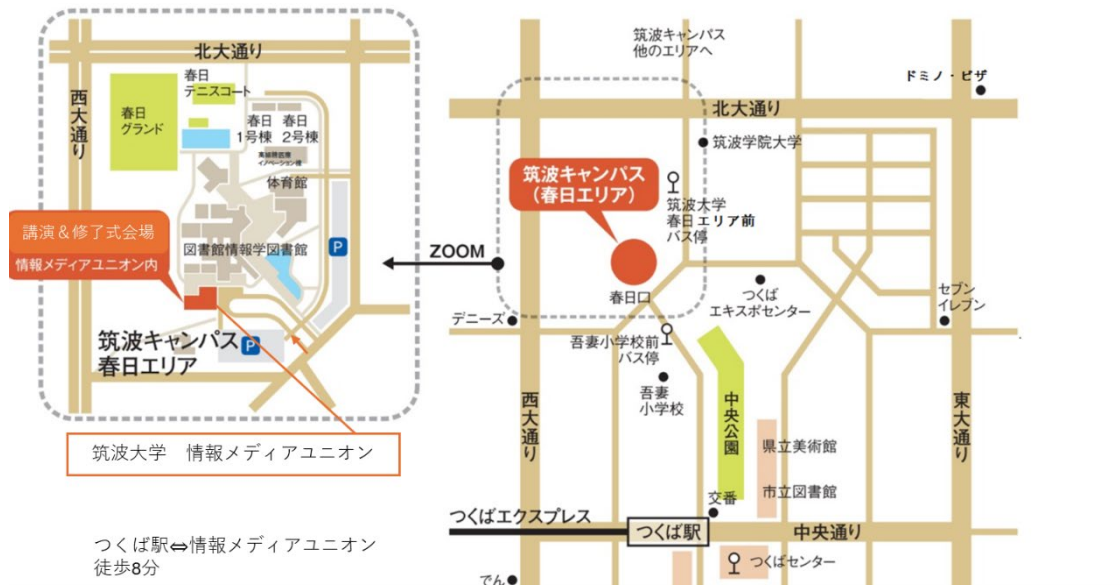 北大通り
春日
テニスコート
西大通り
春日
グランド
春日
1号棟
春日
2号棟
イノベーション棟
体育館
講演＆修了式会場
情報メディアユニオン内
図書館情報学図書館
P
筑波キャンパス
春日エリア
P
筑波大学　情報メディアユニオン
つくば駅⇔情報メディアユニオン
徒歩8分
ZOOM
筑波キャンパス
他のエリアへ
ドミノ・ピザ
北大通り
筑波学院大学
筑波キャンパス
(春日エリア)
筑波大学
春日エリア前
バス停
春日口
つくば
エキスポセンター
セブン
イレブン
デニーズ
吾妻小学校前
バス停
吾妻
小学校
西大通り
中央公園
東大通り
県立美術館
市立図書館
交番
つくばエクスプレス
つくば駅
中央通り
つくばセンター
でん